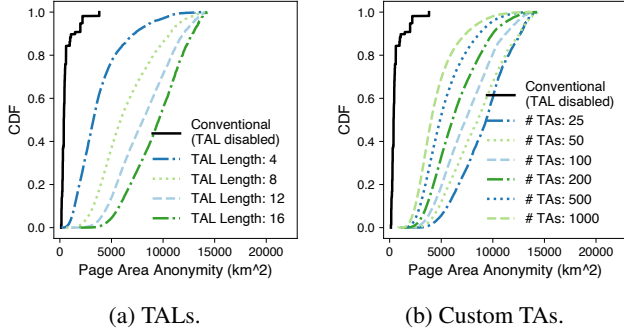 1.0
0.8
0.6
0.4
0.2
0.0
CDF
Conventional
(TAL disabled)
TAL Length: 4
TAL Length: 8
TAL Length: 12
TAL Length: 16
0 5000 10000 15000 20000
Page Area Anonymity (km^2)
(a) TALs.
1.0
0.8
0.6
0.4
0.2
0.0
CDF
Conventional
(TAL disabled)
# TAs: 25
# TAs: 50
# TAs: 100
# TAs: 200
# TAs: 500
# TAs: 1000
0 5000 10000 15000 20000
Page Area Anonymity (km^2)
(b) Custom TAs.